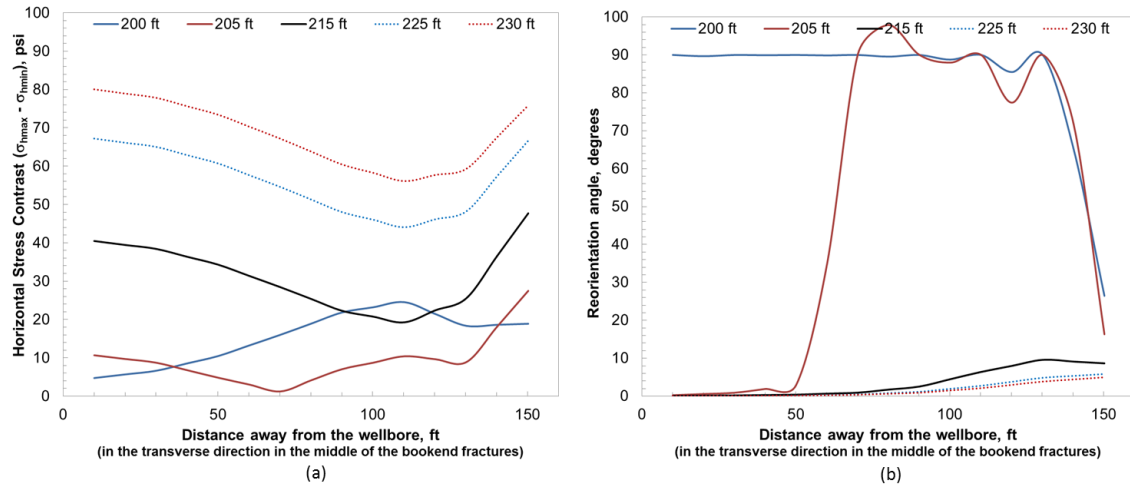 200 ft 205 ft 215 ft 225 ft 230 ft
Horizontal Stress Contrast (σhmax - σhmin), psi
100
90
80
70
60
50
40
30
20
10
0
0 50 100 150
Distance away from the wellbore, ft
(in the transverse direction in the middle of the bookend fractures)
(a)
200 ft 205 ft 215 ft 225 ft 230 ft
Reorientation angle, degrees
100
90
80
70
60
50
40
30
20
10
0
0 50 100 150
Distance away from the wellbore, ft
(in the transverse direction in the middle of the bookend fractures)
(b)